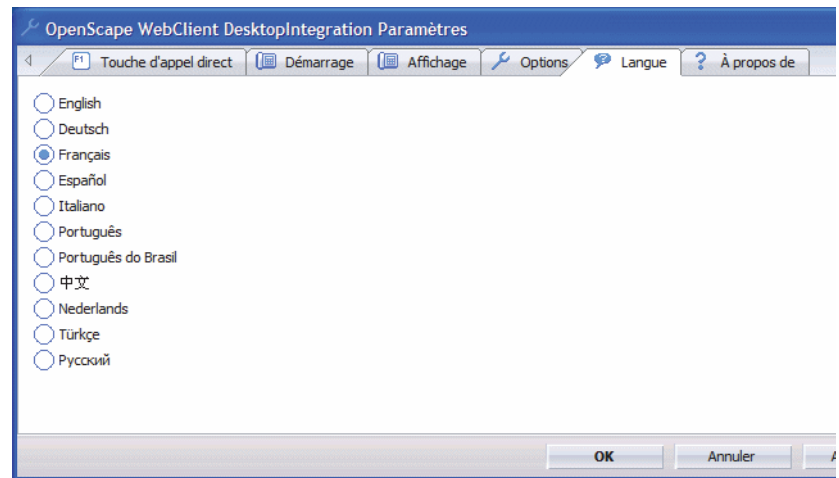 OpenScape WebClient DesktopIntegration Paramètres
F1 Touche d'appel direct Démarrage Affichage Options Langue ? À propos de
English
Deutsch
Français
Español
Italiano
Português
Português do Brasil
中文
Nederlands
Türkçe
Русский
OK Annuler